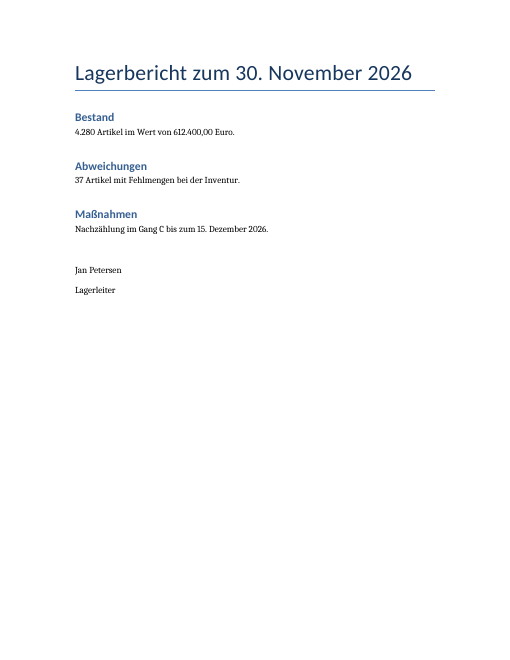 Lagerbericht zum 30. November 2026
Bestand
4.280 Artikel im Wert von 612.400,00 Euro.
Abweichungen
37 Artikel mit Fehlmengen bei der Inventur.
Maßnahmen
Nachzählung im Gang C bis zum 15. Dezember 2026.
Jan Petersen
Lagerleiter